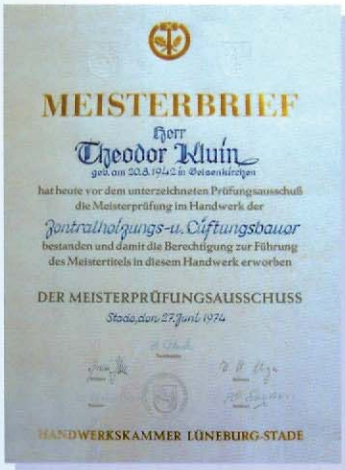 MEISTERBRIEF
Herr
Theodor Kluin
geb. am 20.8.1942 in Gelsenkirchen
hat heute vor dem unterzeichneten Prüfungsausschuß
die Meisterprüfung im Handwerk der
Zentralheizungs-u. Lüftungsbauer
bestanden und damit die Berechtigung zur Führung
des Meistertitels in diesem Handwerk erworben
DER MEISTERPRÜFUNGSAUSSCHUSS
Stade, den 27. Juni 1974
HANDWERKSKAMMER LÜNEBURG-STADE